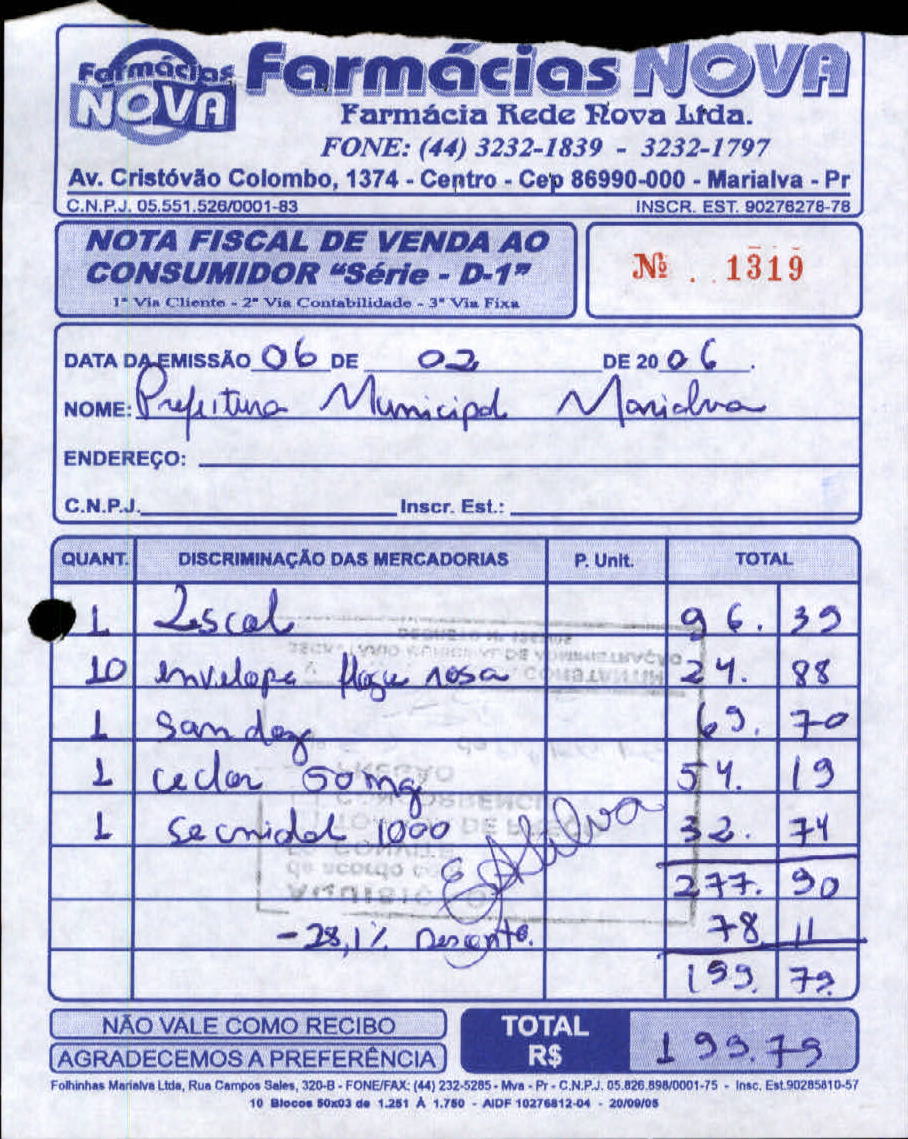 Farmácias NOVA
Farmácias NOVA
Farmácia Rede Nova Ltda.
FONE: (44) 3232-1839 - 3232-1797
Av. Cristóvão Colombo, 1374 - Centro - Cep 86990-000 - Marialva - Pr
C.N.P.J. 05.551.526/0001-83 INSCR. EST. 90276278-78
NOTA FISCAL DE VENDA AO
CONSUMIDOR "Série - D-1"
1ª Via Cliente - 2ª Via Contabilidade - 3ª Via Fixa
Nº . 1319
DATA DA EMISSÃO 06 DE 02 DE 2006.
NOME: Prefeitura Municipal Marialva
ENDEREÇO:
C.N.P.J. Inscr. Est.:
QUANT. DISCRIMINAÇÃO DAS MERCADORIAS P. Unit. TOTAL
1 96. 39
10 envelope rosa 24. 88
1 sandoz 69. 70
1 ceclor 50mg 54. 19
1 secnidol 1000 32. 74
277. 90
-28,1% Desconto. 78 11
199. 79
NÃO VALE COMO RECIBO
AGRADECEMOS A PREFERÊNCIA
TOTAL R$ 199.79
Folhinhas Marialva Ltda, Rua Campos Sales, 320-B - FONE/FAX: (44) 232-5285 - Mva - Pr - C.N.P.J. 05.826.898/0001-75 - Insc. Est.90285810-57
10 Blocos 50x03 de 1.251 À 1.750 - AIDF 10276812-04 - 20/09/05